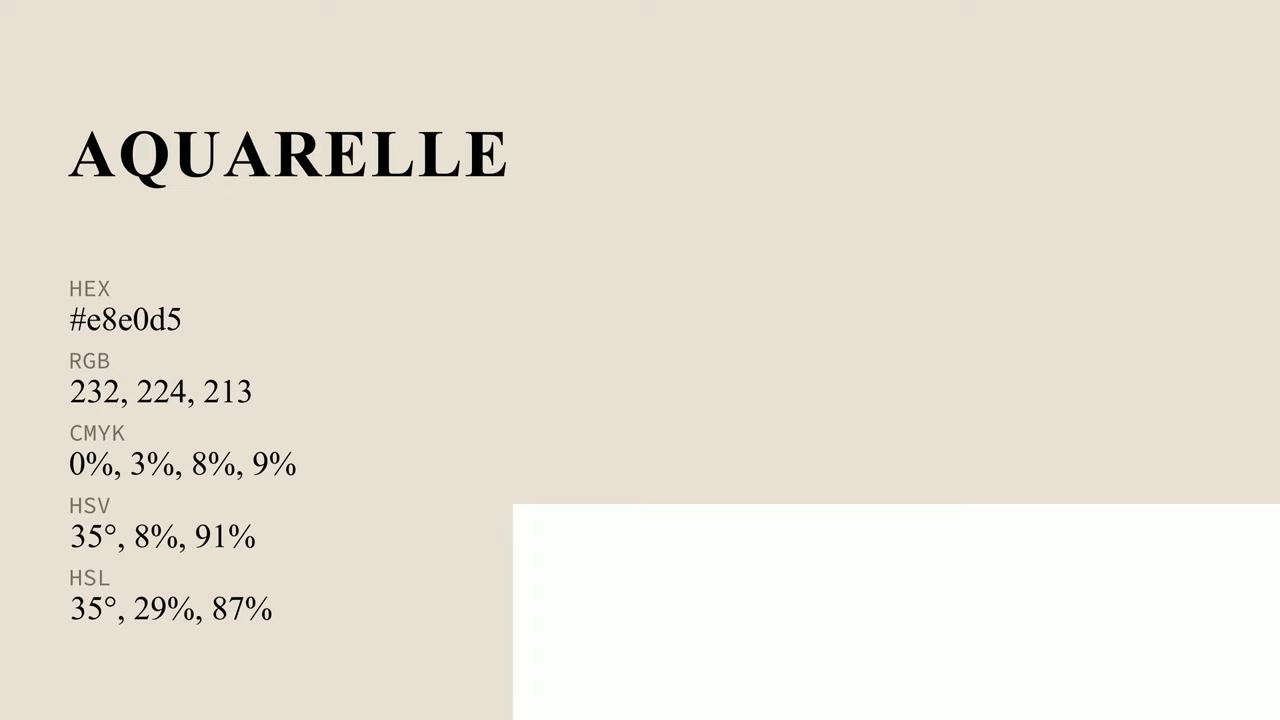 AQUARELLE
HEX
#e8e0d5
RGB
232, 224, 213
CMYK
0%, 3%, 8%, 9%
HSV
35°, 8%, 91%
HSL
35°, 29%, 87%